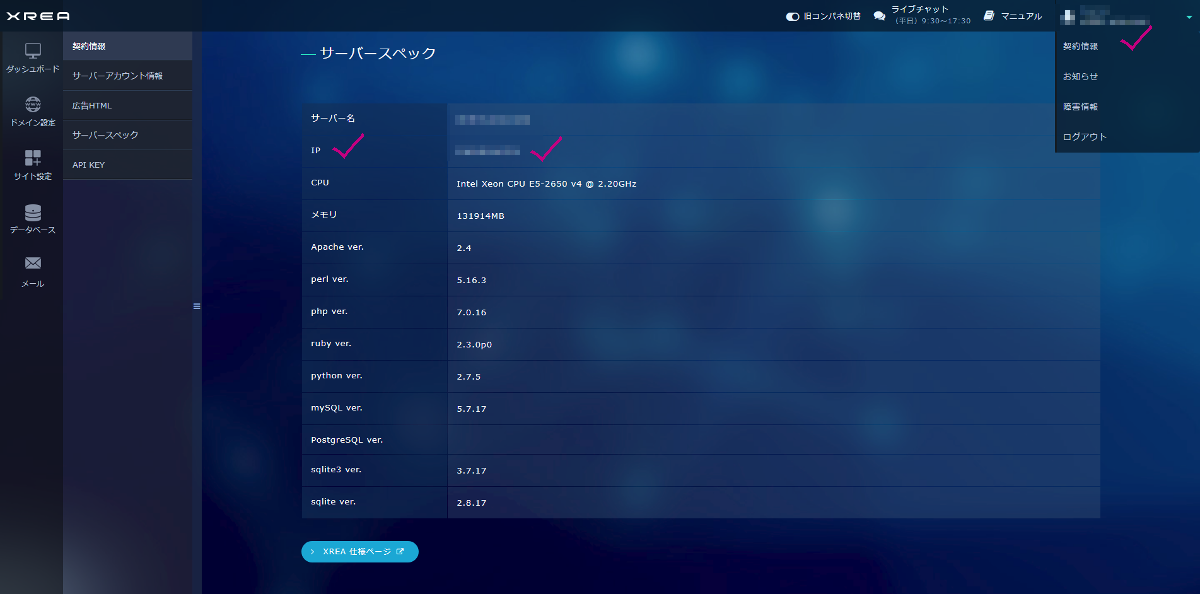 XREA
旧コンパネ切替
ライブチャット
(平日) 9:30～17:30
マニュアル
ダッシュボード
ドメイン設定
サイト設定
データベース
メール
契約情報
サーバーアカウント情報
広告HTML
サーバースペック
API KEY
サーバースペック
サーバー名
IP
CPU Intel Xeon CPU E5-2650 v4 @ 2.20GHz
メモリ 131914MB
Apache ver. 2.4
perl ver. 5.16.3
php ver. 7.0.16
ruby ver. 2.3.0p0
python ver. 2.7.5
mySQL ver. 5.7.17
PostgreSQL ver.
sqlite3 ver. 3.7.17
sqlite ver. 2.8.17
XREA 仕様ページ
契約情報
お知らせ
障害情報
ログアウト